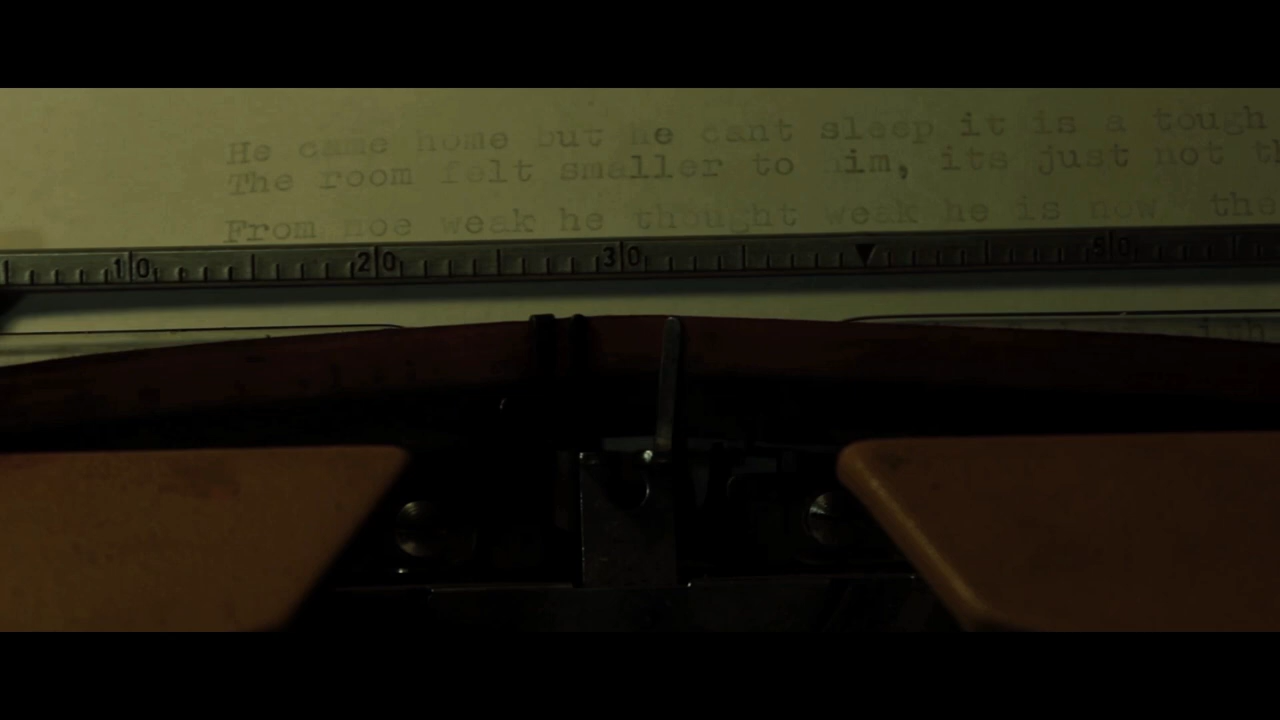 He came home but he cant sleep it is a tough
The room felt smaller to him, its just not th
From noe weak he thought weak he is now the
10 20 30 50